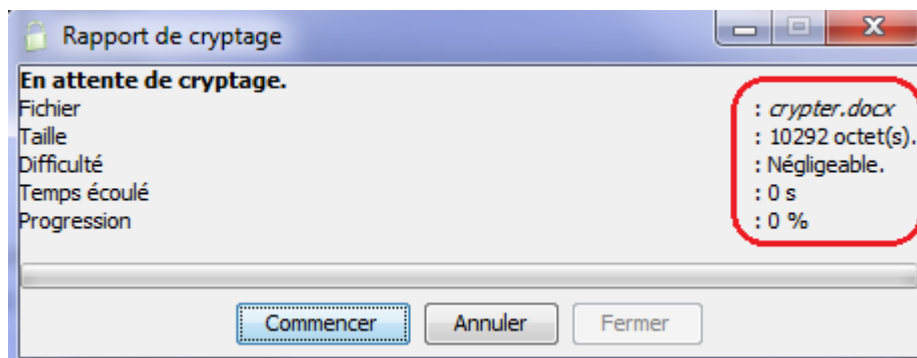 Rapport de cryptage
En attente de cryptage.
Fichier : crypter.docx
Taille : 10292 octet(s).
Difficulté : Négligeable.
Temps écoulé : 0 s
Progression : 0 %
Commencer Annuler Fermer